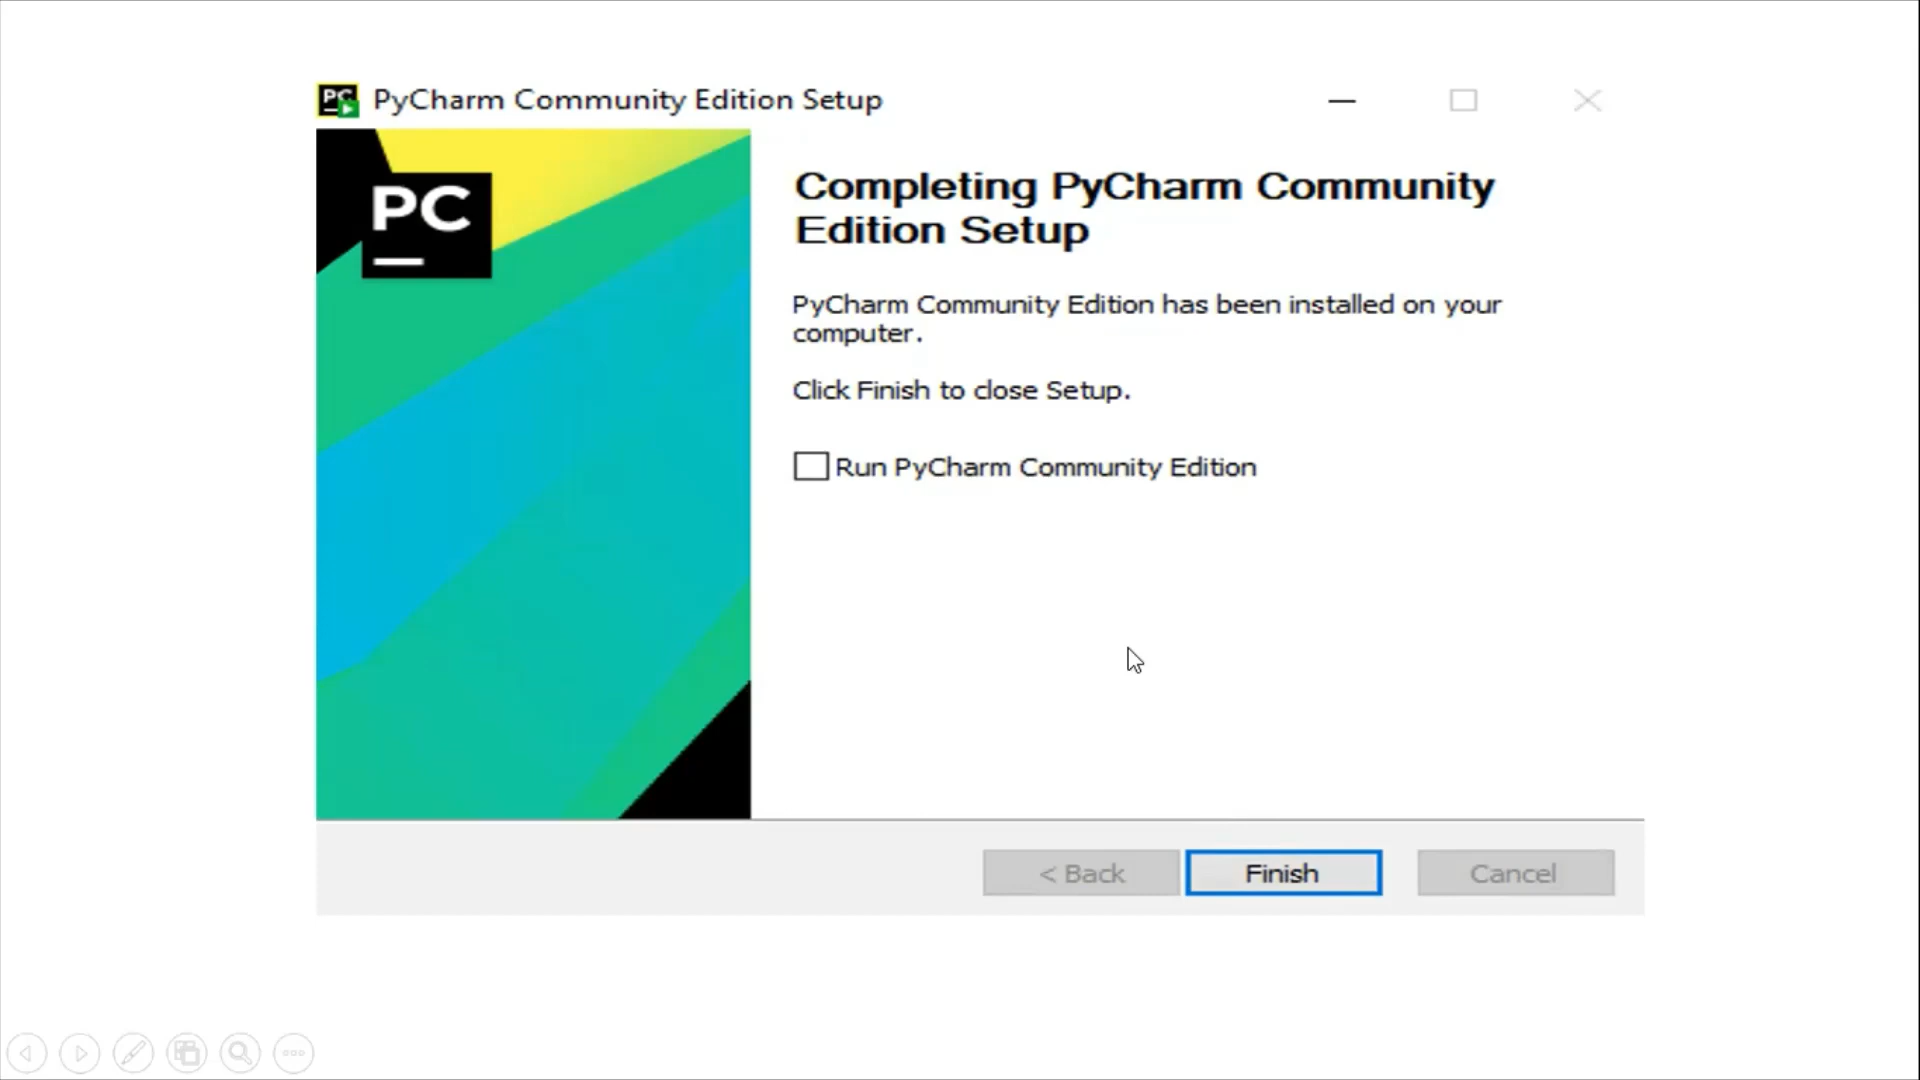 PyCharm Community Edition Setup
PC
Completing PyCharm Community
Edition Setup
PyCharm Community Edition has been installed on your
computer.
Click Finish to close Setup.
Run PyCharm Community Edition
< Back
Finish
Cancel